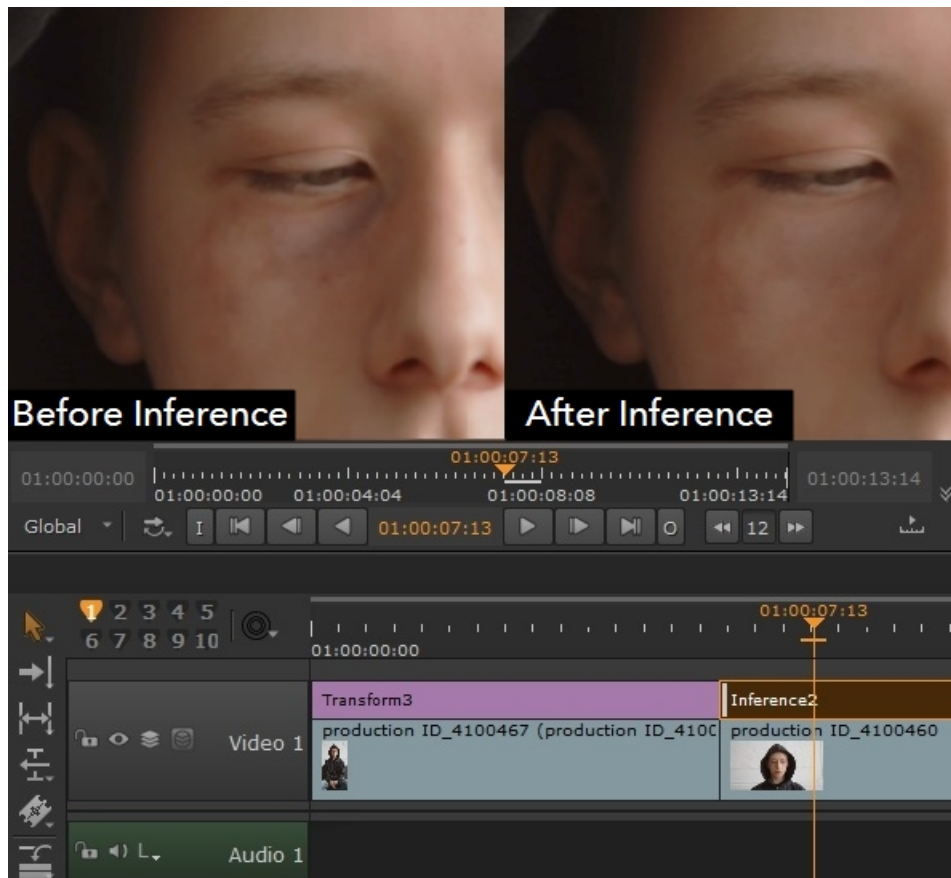 Before Inference
After Inference
01:00:07:13
01:00:00:00
01:00:13:14
01:00:00:00
01:00:04:04
01:00:08:08
01:00:13:14
Global
I
01:00:07:13
O
12
1 2 3 4 5
6 7 8 9 10
01:00:07:13
01:00:00:00
Transform3
Inference2
Video 1
production ID_4100467 (production ID_410C
production ID_4100460
L
Audio 1